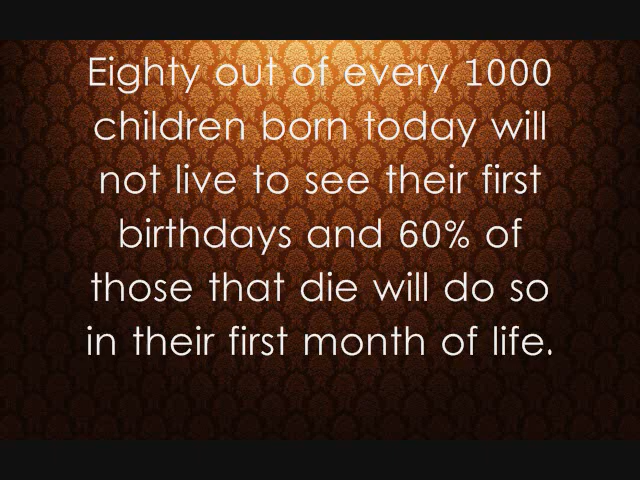 Eighty out of every 1000
children born today will
not live to see their first
birthdays and 60% of
those that die will do so
in their first month of life.